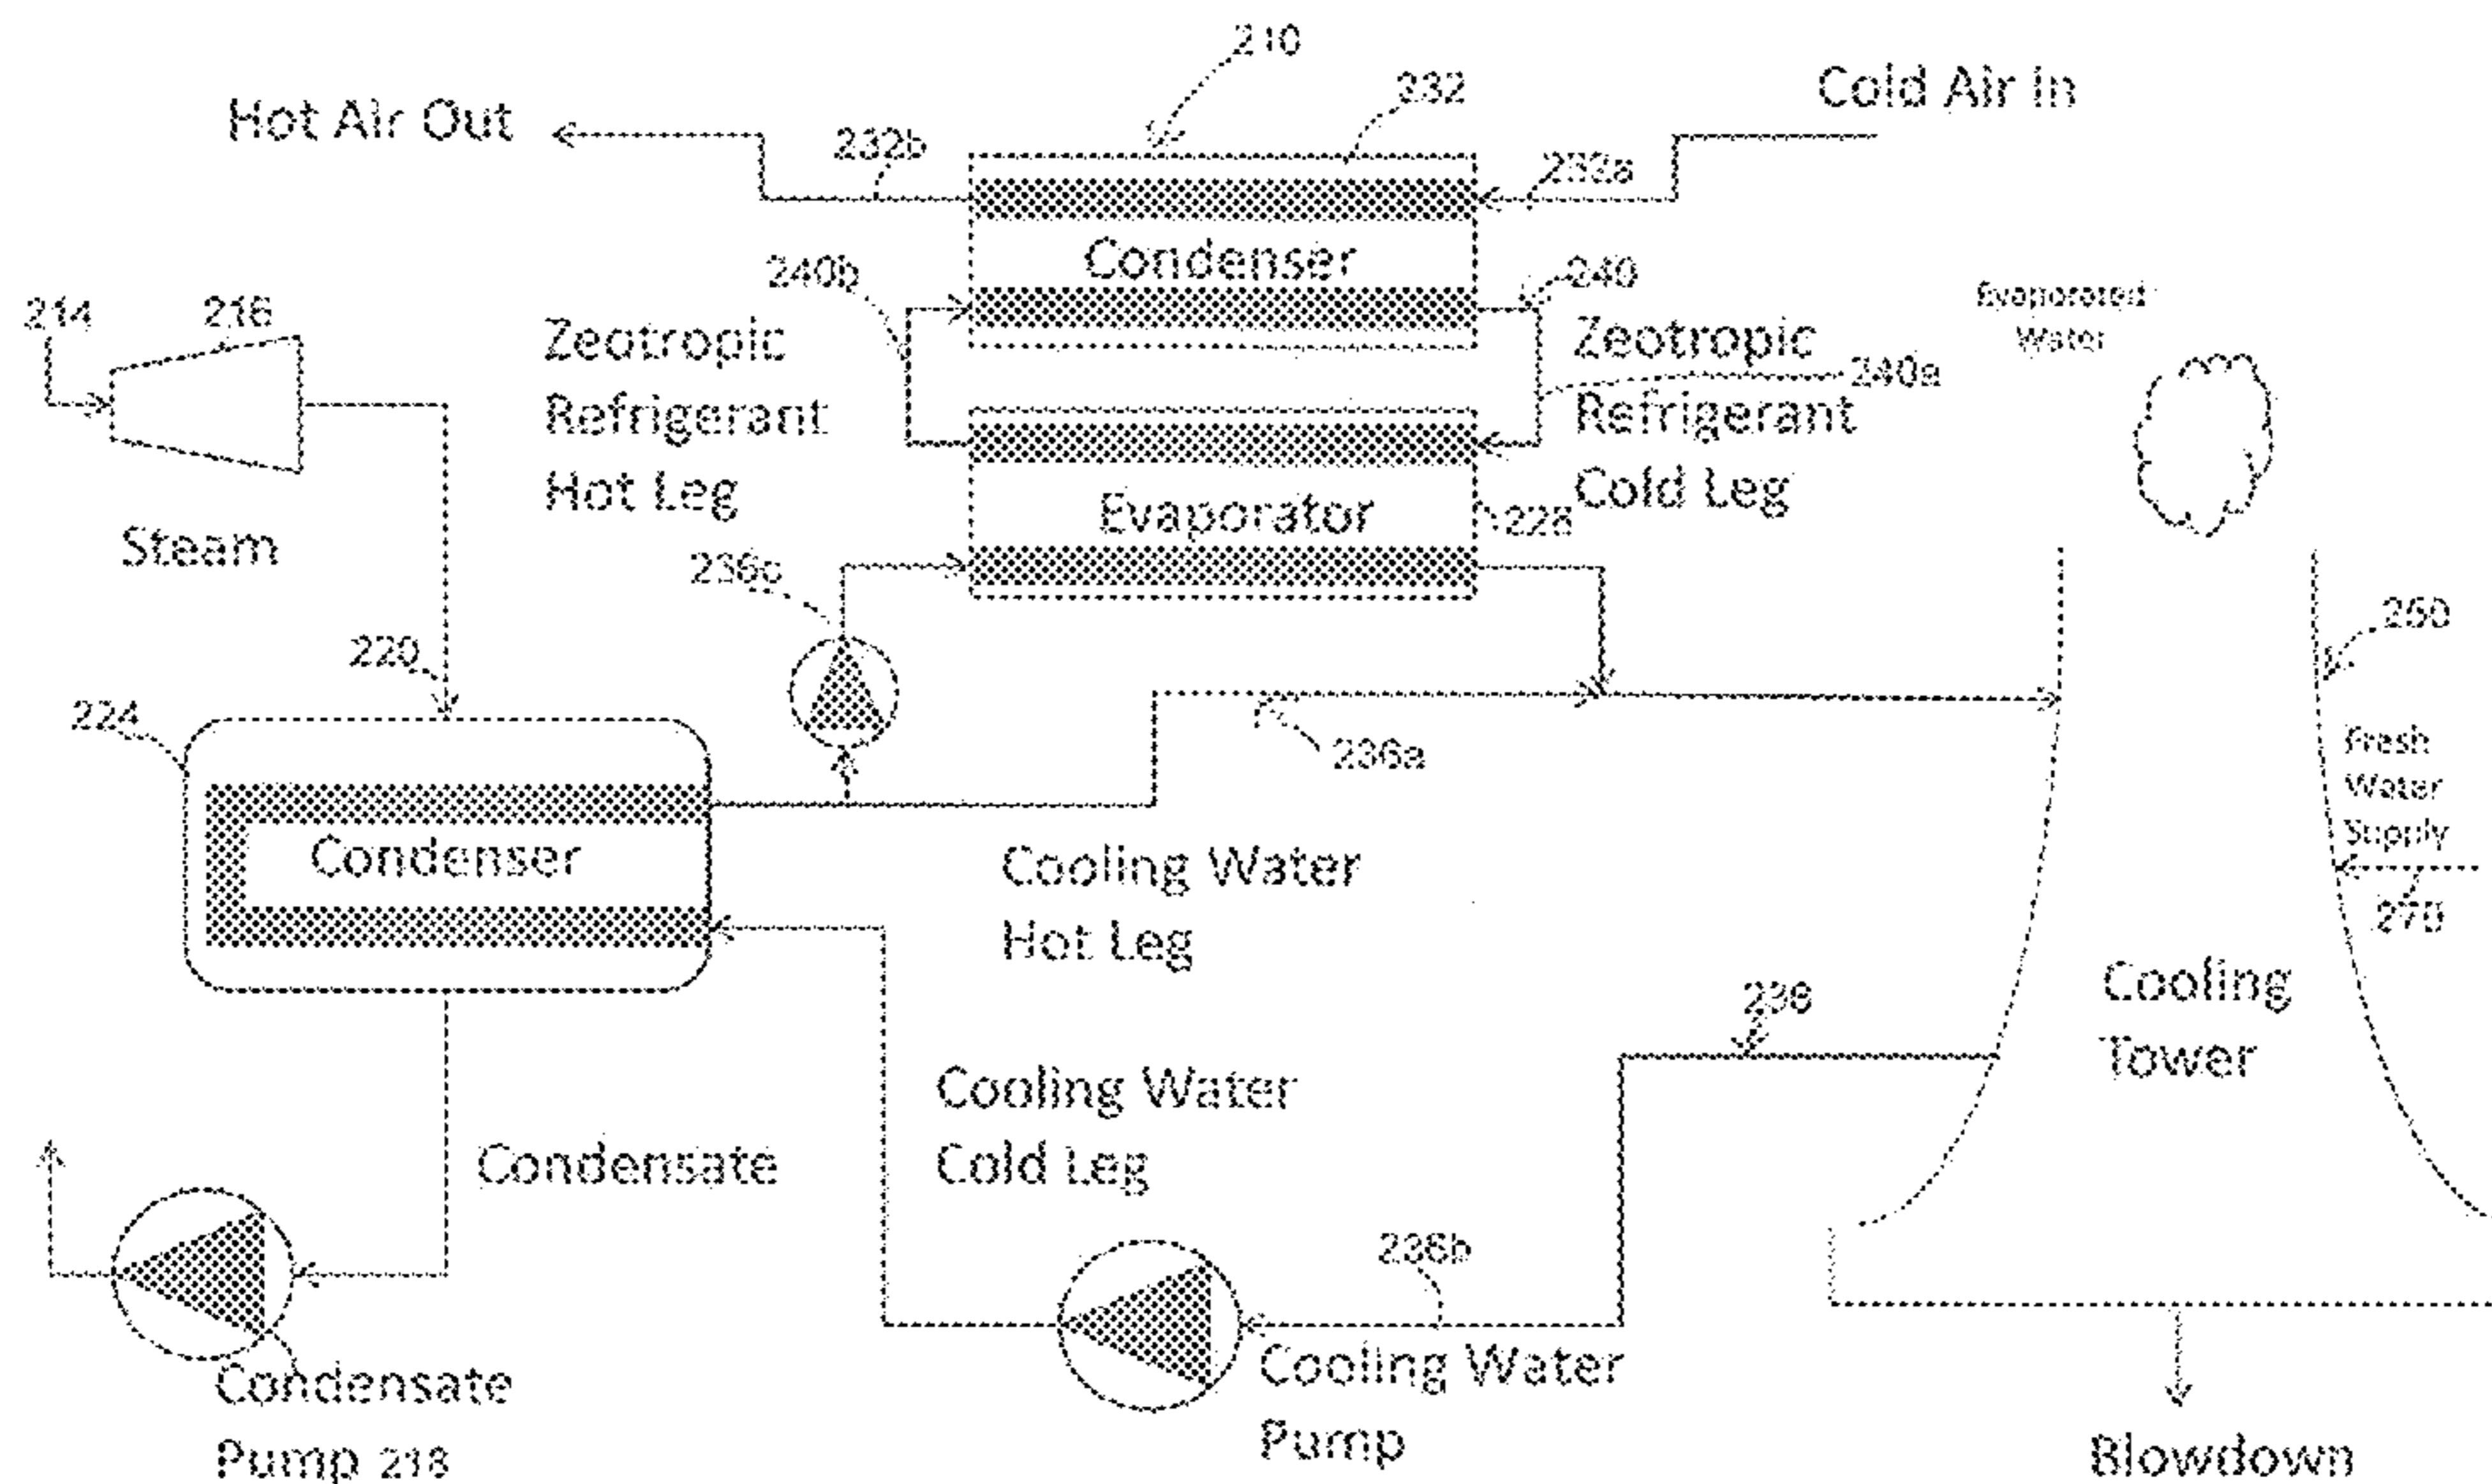 210
232
Cold Air In
Hot Air Out
232b
232a
Condenser
240b
240
214
216
Zeotropic
Refrigerant
Hot Leg
Zeotropic
Refrigerant
Cold Leg
240a
Evaporated
Water
Steam
Evaporator
228
236c
260
220
224
236a
Fresh
Water
Supply
270
Condenser
Cooling Water
Hot Leg
Cooling
Tower
Cooling Water
Cold Leg
Condensate
236b
Condensate
Pump 218
Cooling Water
Pump
Blowdown